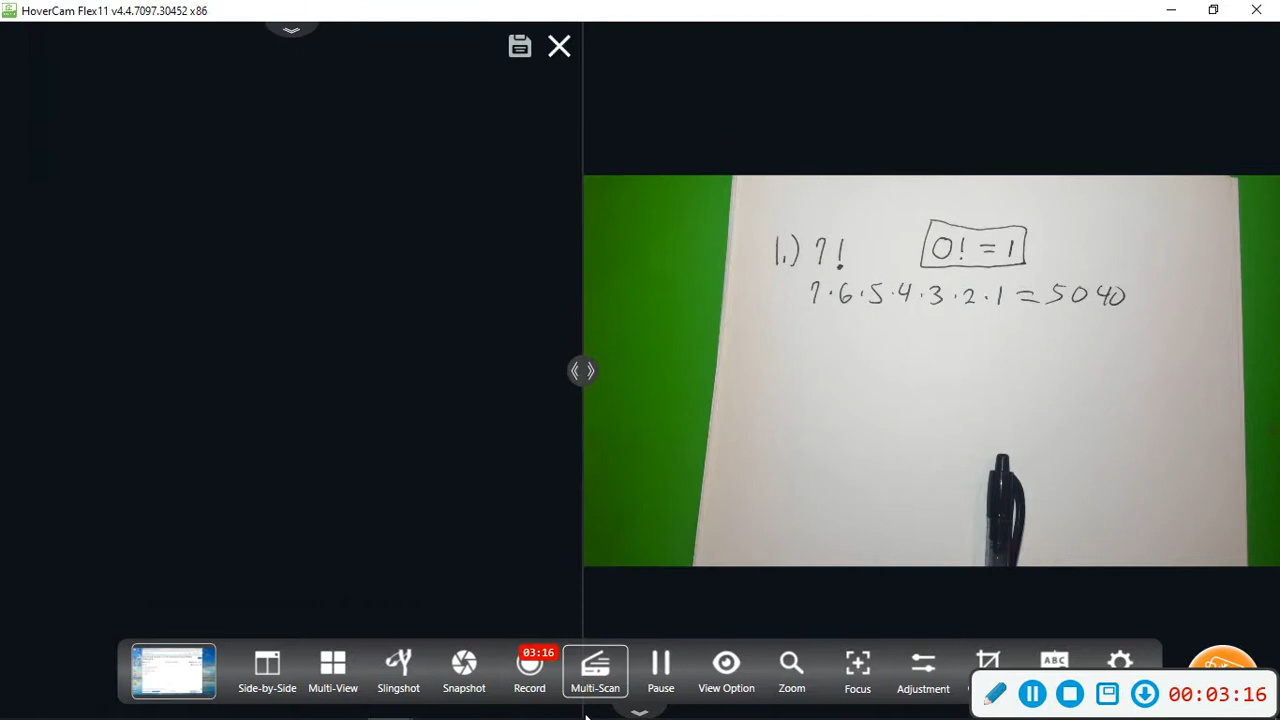 HoverCam Flex11 v4.4.7097.30452 x86
1.) 7!
0! = 1
7·6·5·4·3·2·1 = 5040
03:16
Side-by-Side
Multi-View
Slingshot
Snapshot
Record
Multi-Scan
Pause
View Option
Zoom
Focus
Adjustment
ABC
00:03:16